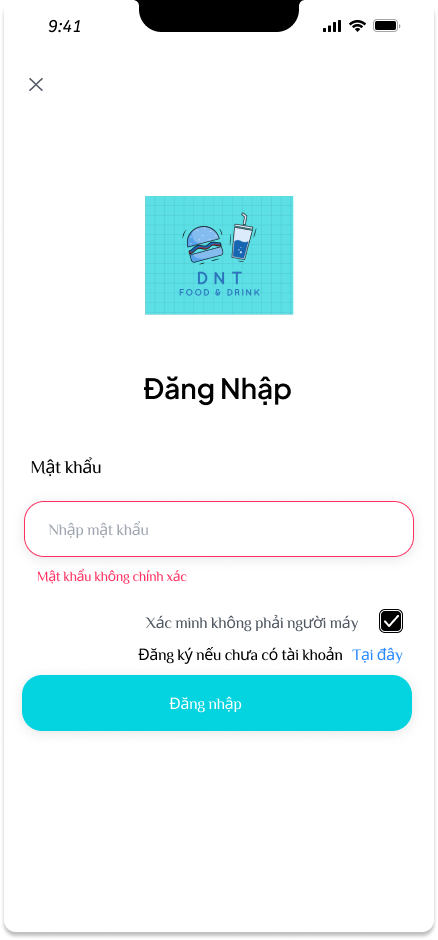 9:41
DNT
FOOD & DRINK
Đăng Nhập
Mật khẩu
Nhập mật khẩu
Mật khẩu không chính xác
Xác minh không phải người máy
Đăng ký nếu chưa có tài khoản Tại đây
Đăng nhập